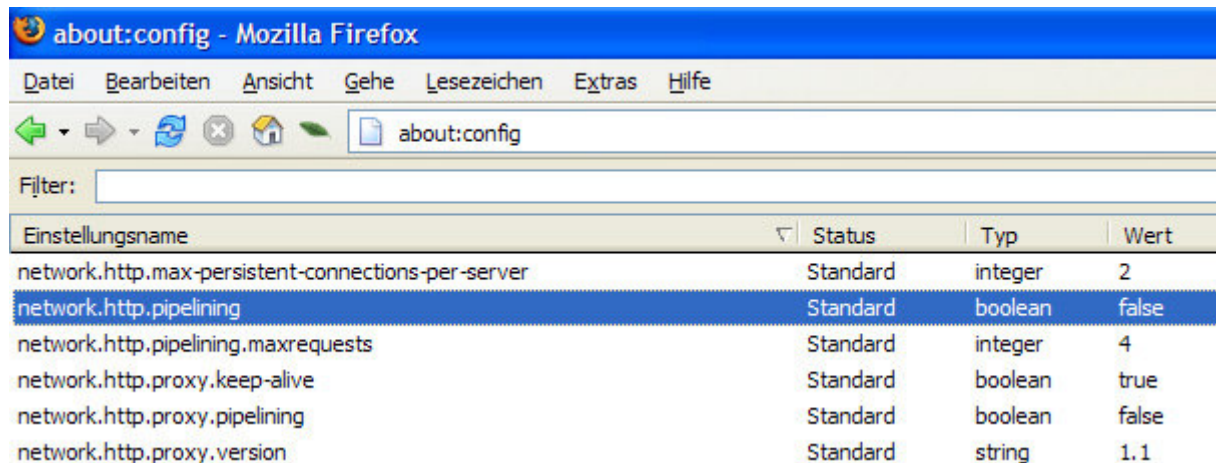 about:config - Mozilla Firefox
Datei Bearbeiten Ansicht Gehe Lesezeichen Extras Hilfe
about:config
Filter:
Einstellungsname Status Typ Wert
network.http.max-persistent-connections-per-server Standard integer 2
network.http.pipelining Standard boolean false
network.http.pipelining.maxrequests Standard integer 4
network.http.proxy.keep-alive Standard boolean true
network.http.proxy.pipelining Standard boolean false
network.http.proxy.version Standard string 1.1